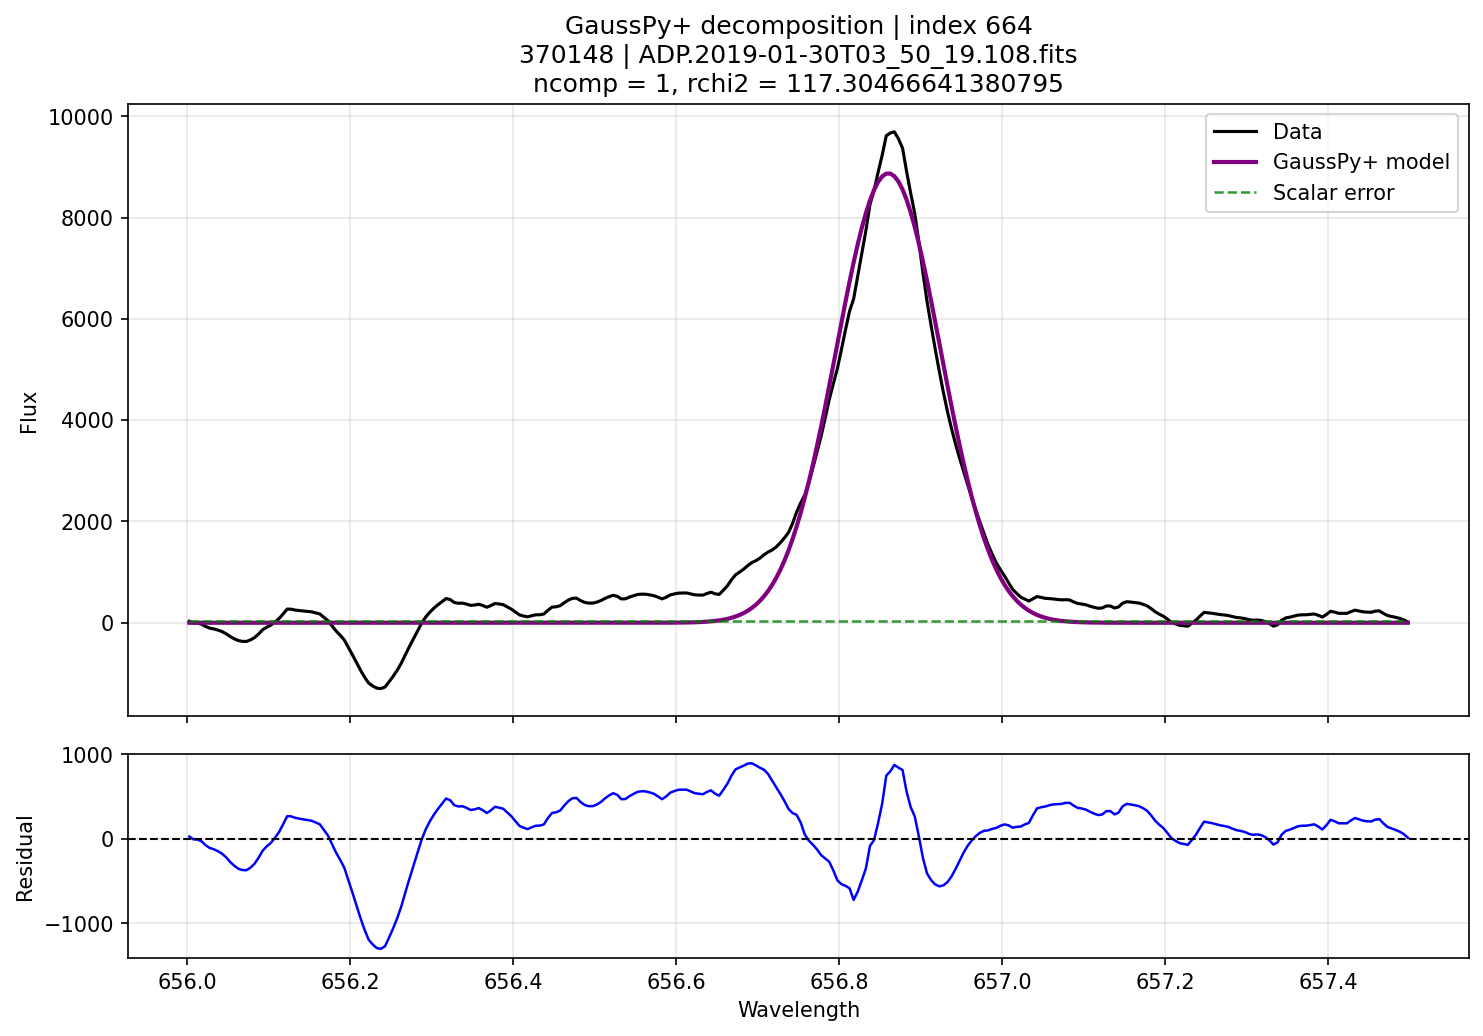 GaussPy+ decomposition | index 664
370148 | ADP.2019-01-30T03_50_19.108.fits
ncomp = 1, rchi2 = 117.30466641380795
10000
8000
6000
4000
2000
0
Flux
Data
GaussPy+ model
Scalar error
1000
0
−1000
Residual
656.0 656.2 656.4 656.6 656.8 657.0 657.2 657.4
Wavelength